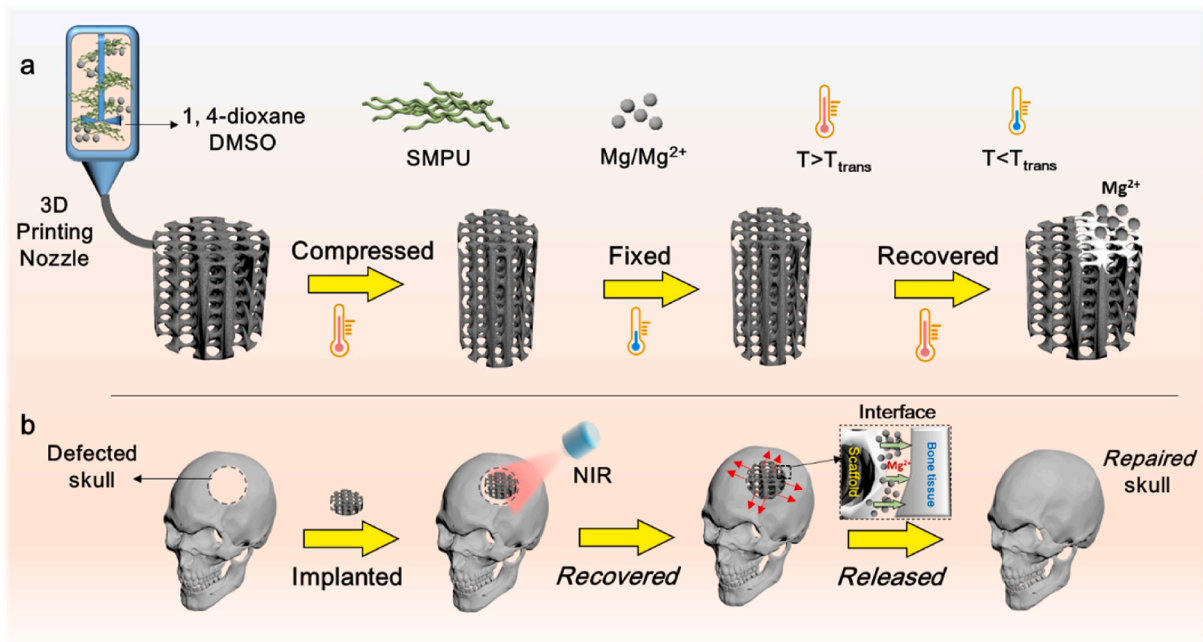 a
1, 4-dioxane
DMSO
SMPU
Mg/Mg²⁺
T>Ttrans
T<Ttrans
3D
Printing
Nozzle
Compressed
Fixed
Recovered
Mg²⁺
b
Defected
skull
Implanted
NIR
Recovered
Interface
Scaffold
Mg²⁺
Bone tissue
Released
Repaired
skull